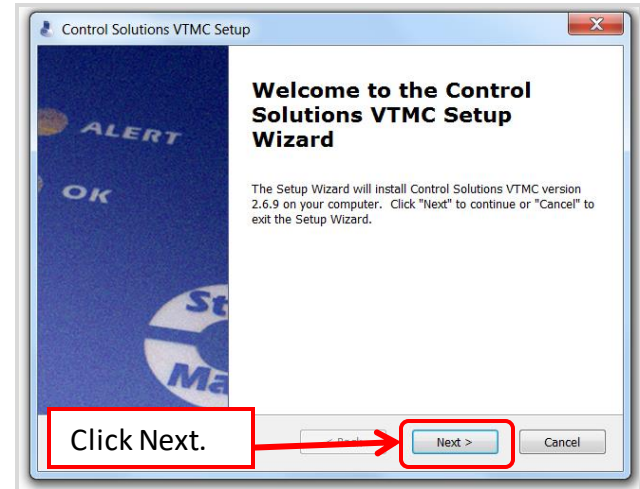 Control Solutions VTMC Setup
X
ALERT
OK
St
Ma
Welcome to the Control
Solutions VTMC Setup
Wizard
The Setup Wizard will install Control Solutions VTMC version
2.6.9 on your computer. Click "Next" to continue or "Cancel" to
exit the Setup Wizard.
Click Next.
Next >
Cancel